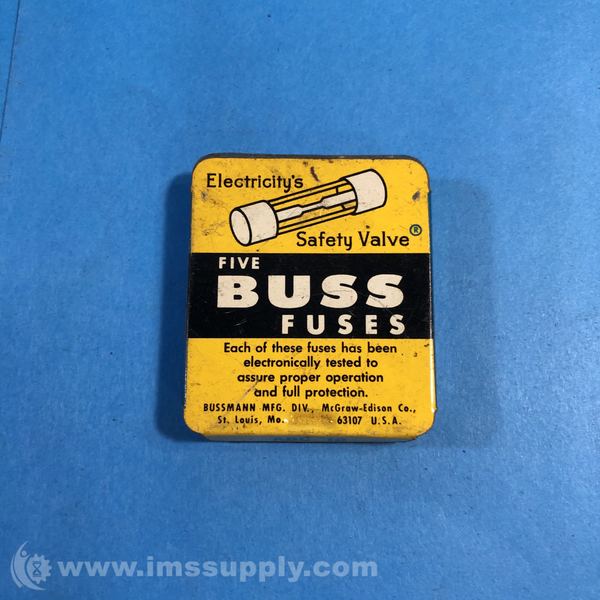 Electricity's
Safety Valve®
FIVE
BUSS
FUSES
Each of these fuses has been
electronically tested to
assure proper operation
and full protection.
BUSSMANN MFG. DIV., McGraw-Edison Co.,
St. Louis, Mo. 63107 U.S.A.
www.imssupply.com